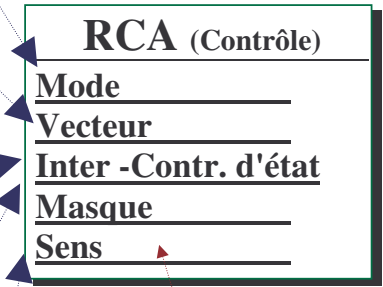 RCA (Contrôle)
Mode
Vecteur
Inter -Contr. d'état
Masque
Sens